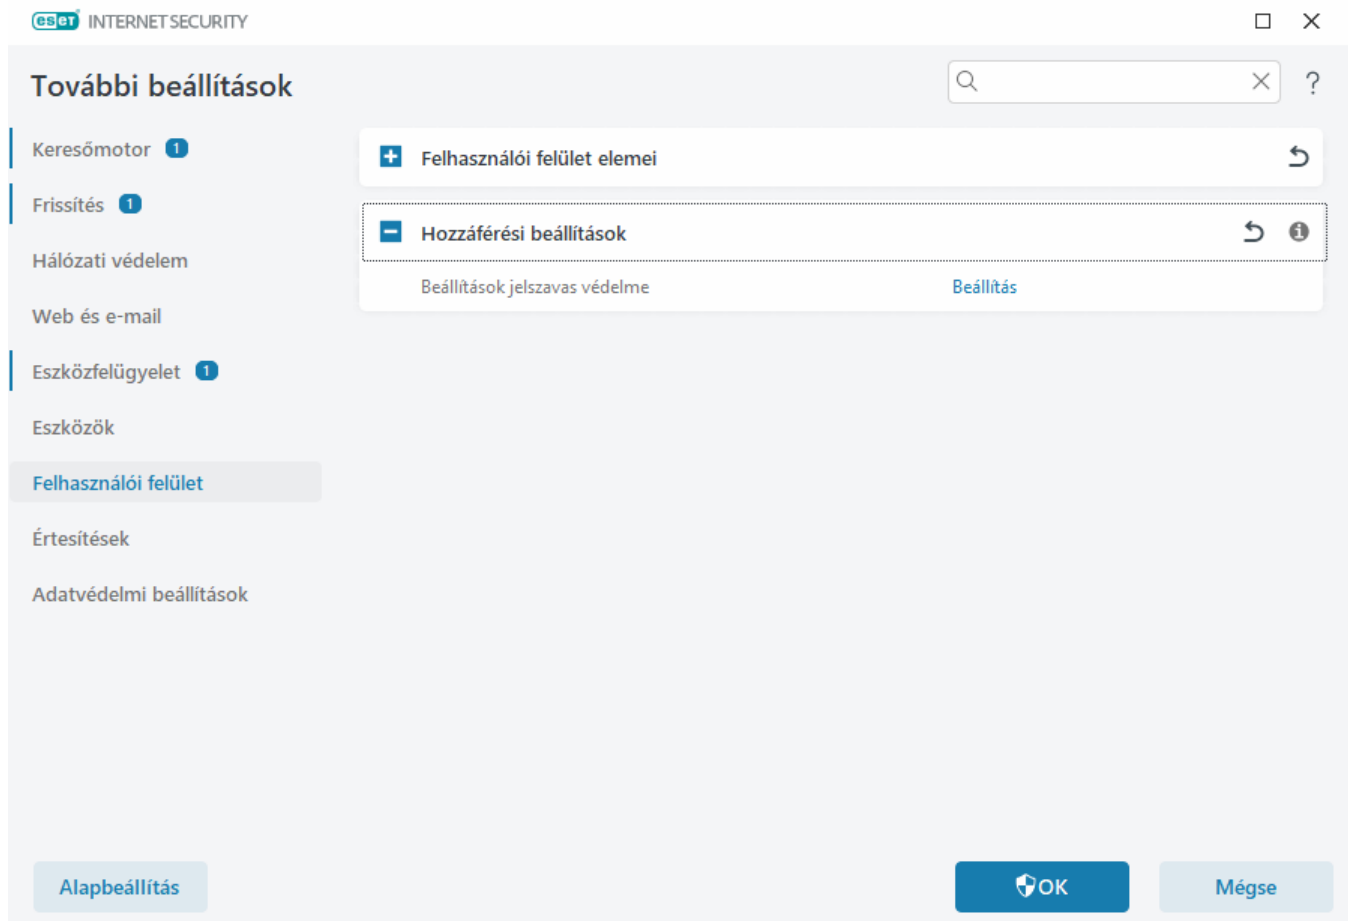 eset INTERNET SECURITY
További beállítások
?
Keresőmotor 1
Frissítés 1
Hálózati védelem
Web és e-mail
Eszközfelügyelet 1
Eszközök
Felhasználói felület
Értesítések
Adatvédelmi beállítások
Felhasználói felület elemei
Hozzáférési beállítások
Beállítások jelszavas védelme Beállítás
Alapbeállítás
OK
Mégse